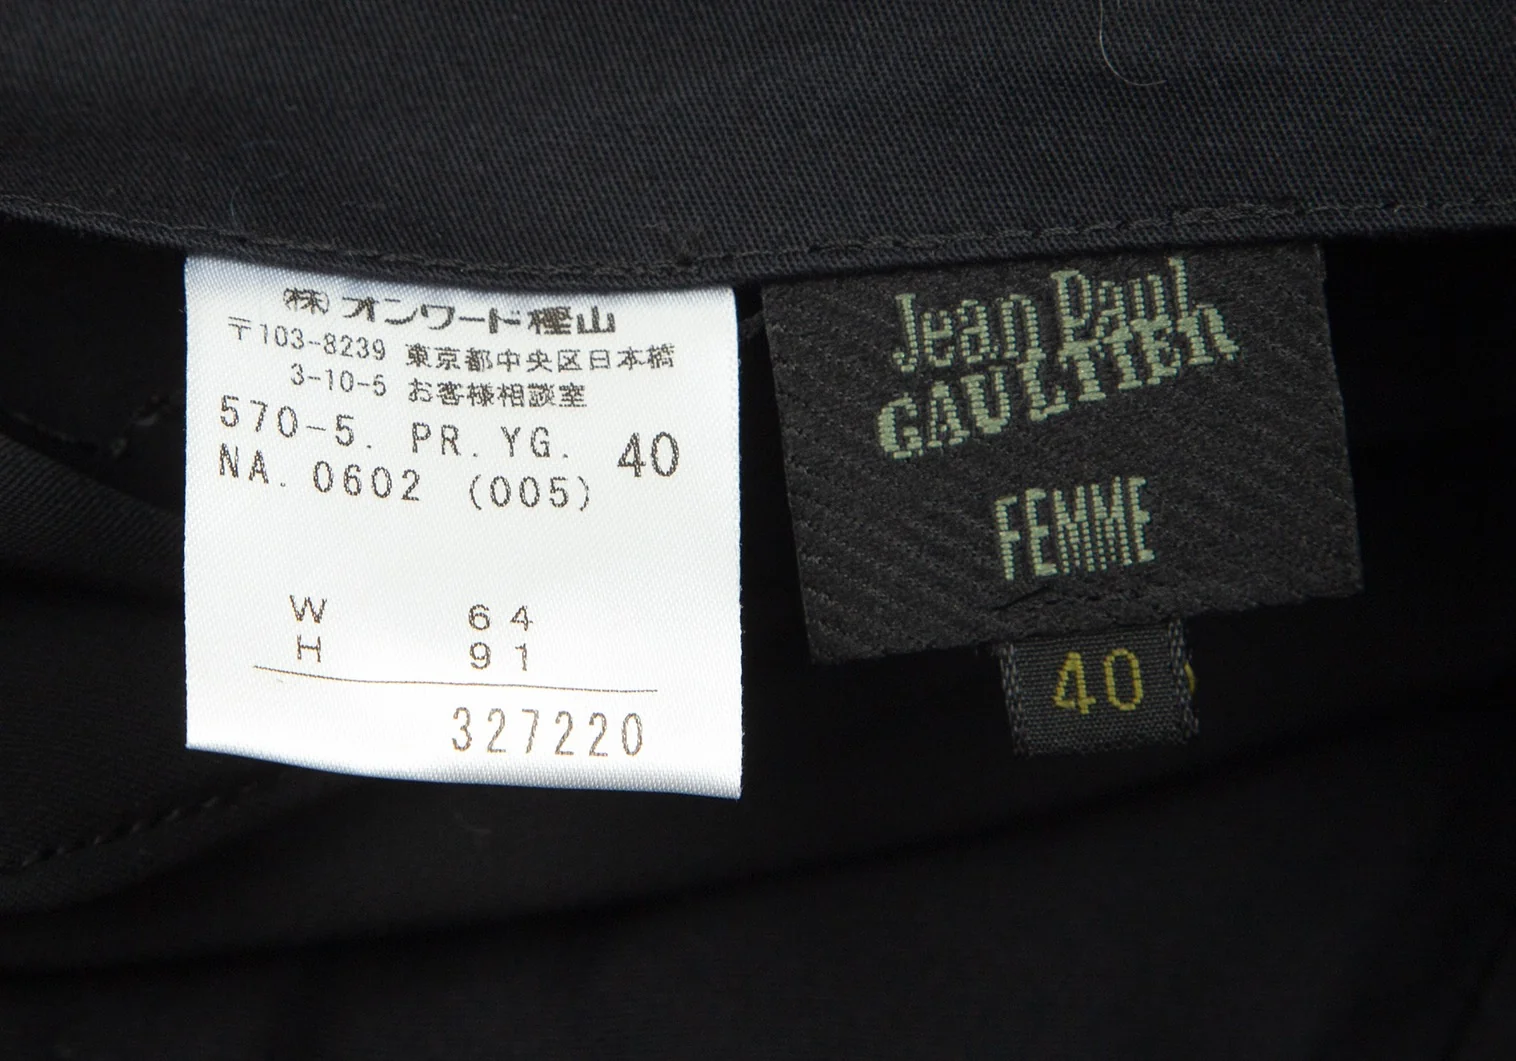 (株)オンワード樫山
〒103-8239 東京都中央区日本橋
3-10-5 お客様相談室
570-5. PR.YG. 40
NA. 0602 (005)
W 64
H 91
327220
Jean Paul
GAULTIER
FEMME
40